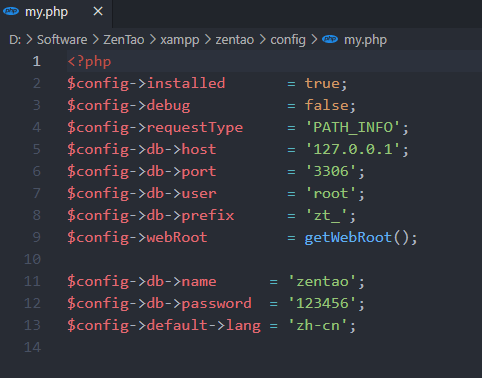 php my.php ×
D: > Software > ZenTao > xampp > zentao > config > php my.php
1 <?php
2 $config->installed       = true;
3 $config->debug           = false;
4 $config->requestType     = 'PATH_INFO';
5 $config->db->host        = '127.0.0.1';
6 $config->db->port        = '3306';
7 $config->db->user        = 'root';
8 $config->db->prefix      = 'zt_';
9 $config->webRoot         = getWebRoot();
10
11 $config->db->name      = 'zentao';
12 $config->db->password  = '123456';
13 $config->default->lang = 'zh-cn';
14